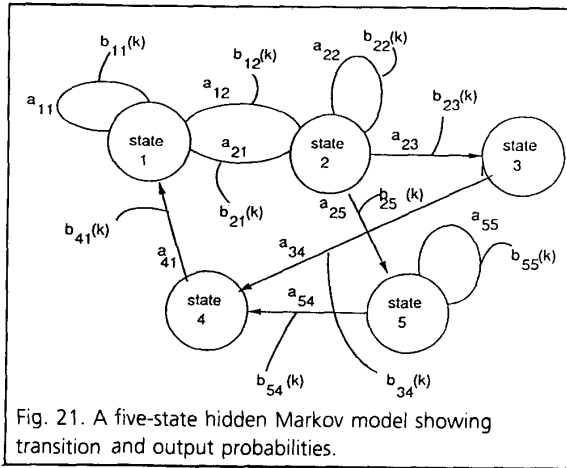 b11(k)
a11
state
1
a12
b12(k)
a21
b21(k)
a22
b22(k)
state
2
a23
b23(k)
state
3
a25
b25(k)
a34
b34(k)
b41(k)
a41
state
4
a54
b54(k)
state
5
a55
b55(k)
Fig. 21. A five-state hidden Markov model showing
transition and output probabilities.